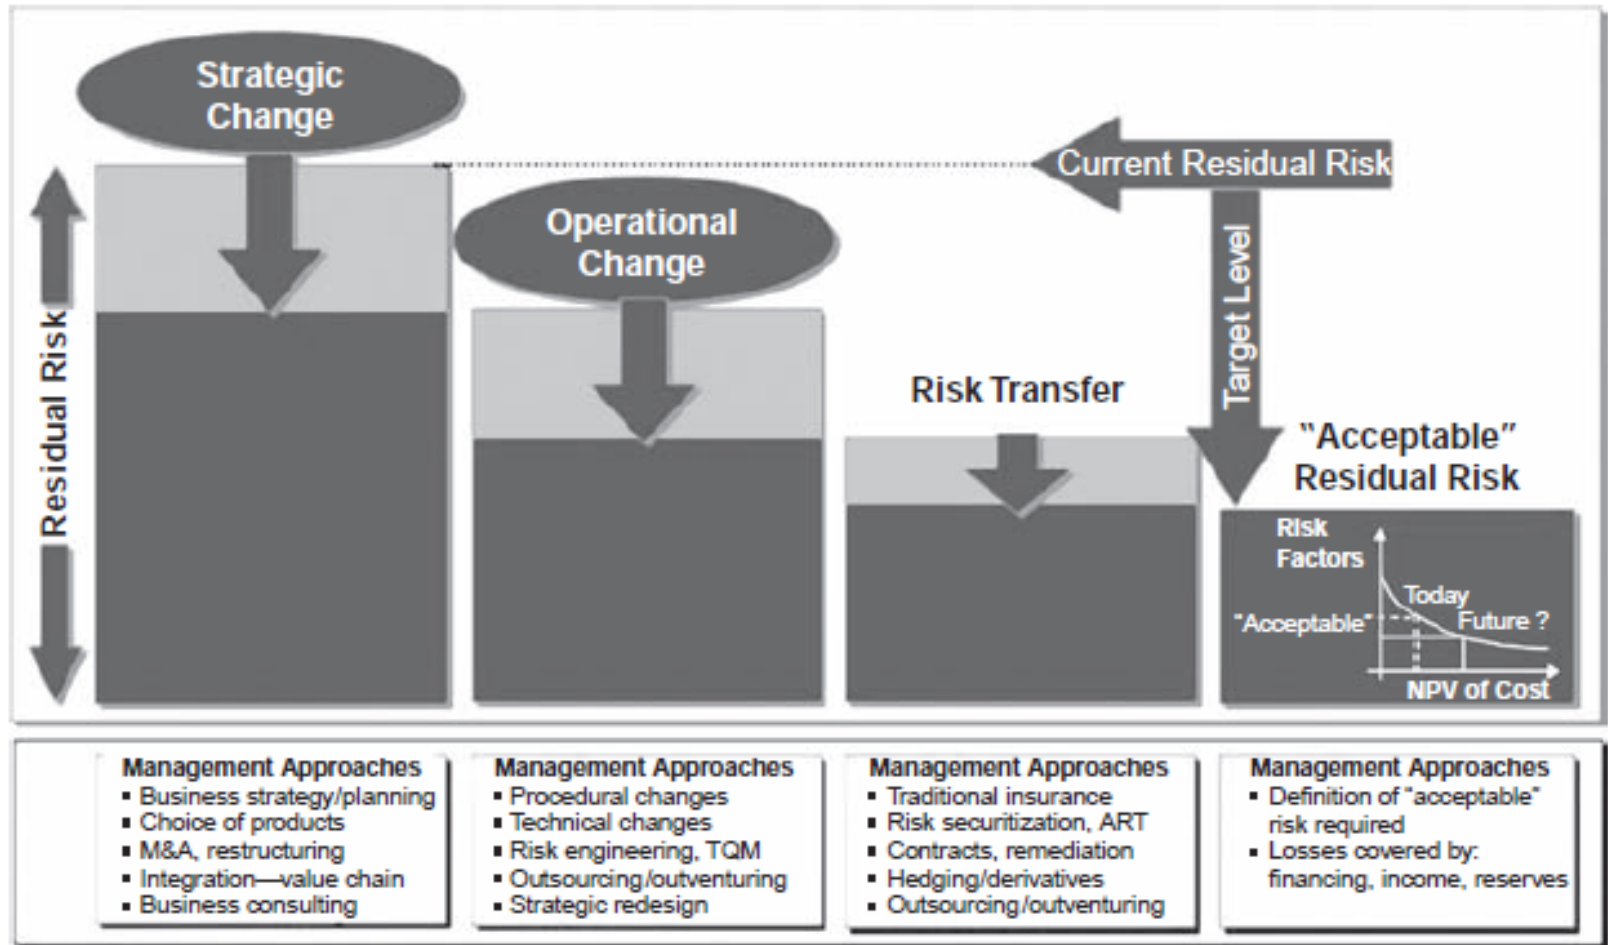 Strategic
Change
Current Residual Risk
Operational
Change
Target Level
Residual Risk
Risk Transfer
"Acceptable"
Residual Risk
Risk
Factors
Today
"Acceptable"
Future ?
NPV of Cost
Management Approaches
▪ Business strategy/planning
▪ Choice of products
▪ M&A, restructuring
▪ Integration—value chain
▪ Business consulting
Management Approaches
▪ Procedural changes
▪ Technical changes
▪ Risk engineering, TQM
▪ Outsourcing/outventuring
▪ Strategic redesign
Management Approaches
▪ Traditional insurance
▪ Risk securitization, ART
▪ Contracts, remediation
▪ Hedging/derivatives
▪ Outsourcing/outventuring
Management Approaches
▪ Definition of "acceptable"
risk required
▪ Losses covered by:
financing, income, reserves